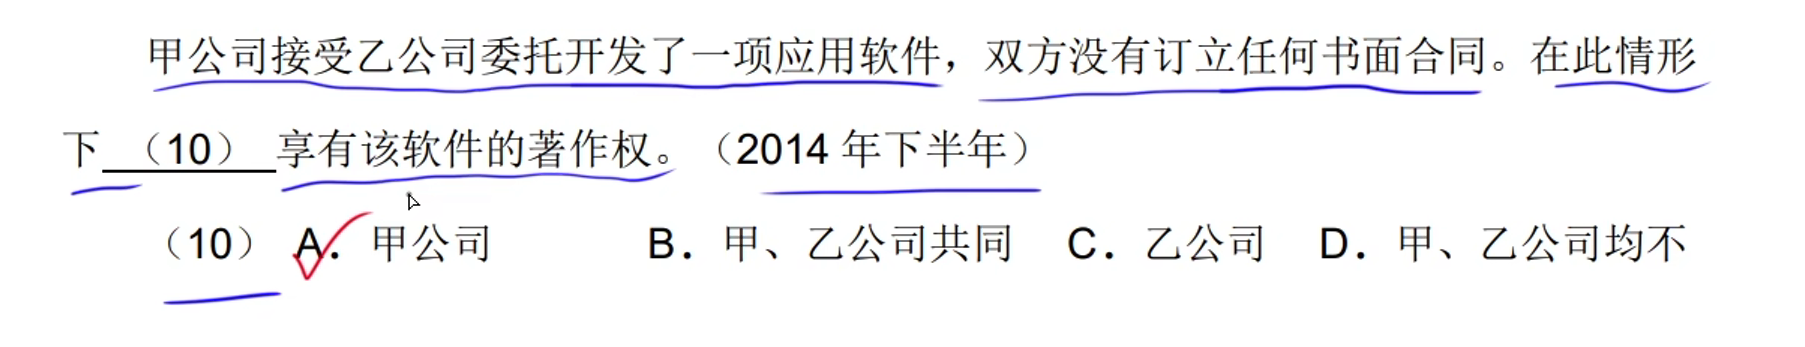 甲公司接受乙公司委托开发了一项应用软件，双方没有订立任何书面合同。在此情形
下（10）享有该软件的著作权。（2014 年下半年）
（10） A．甲公司 B．甲、乙公司共同 C．乙公司 D．甲、乙公司均不